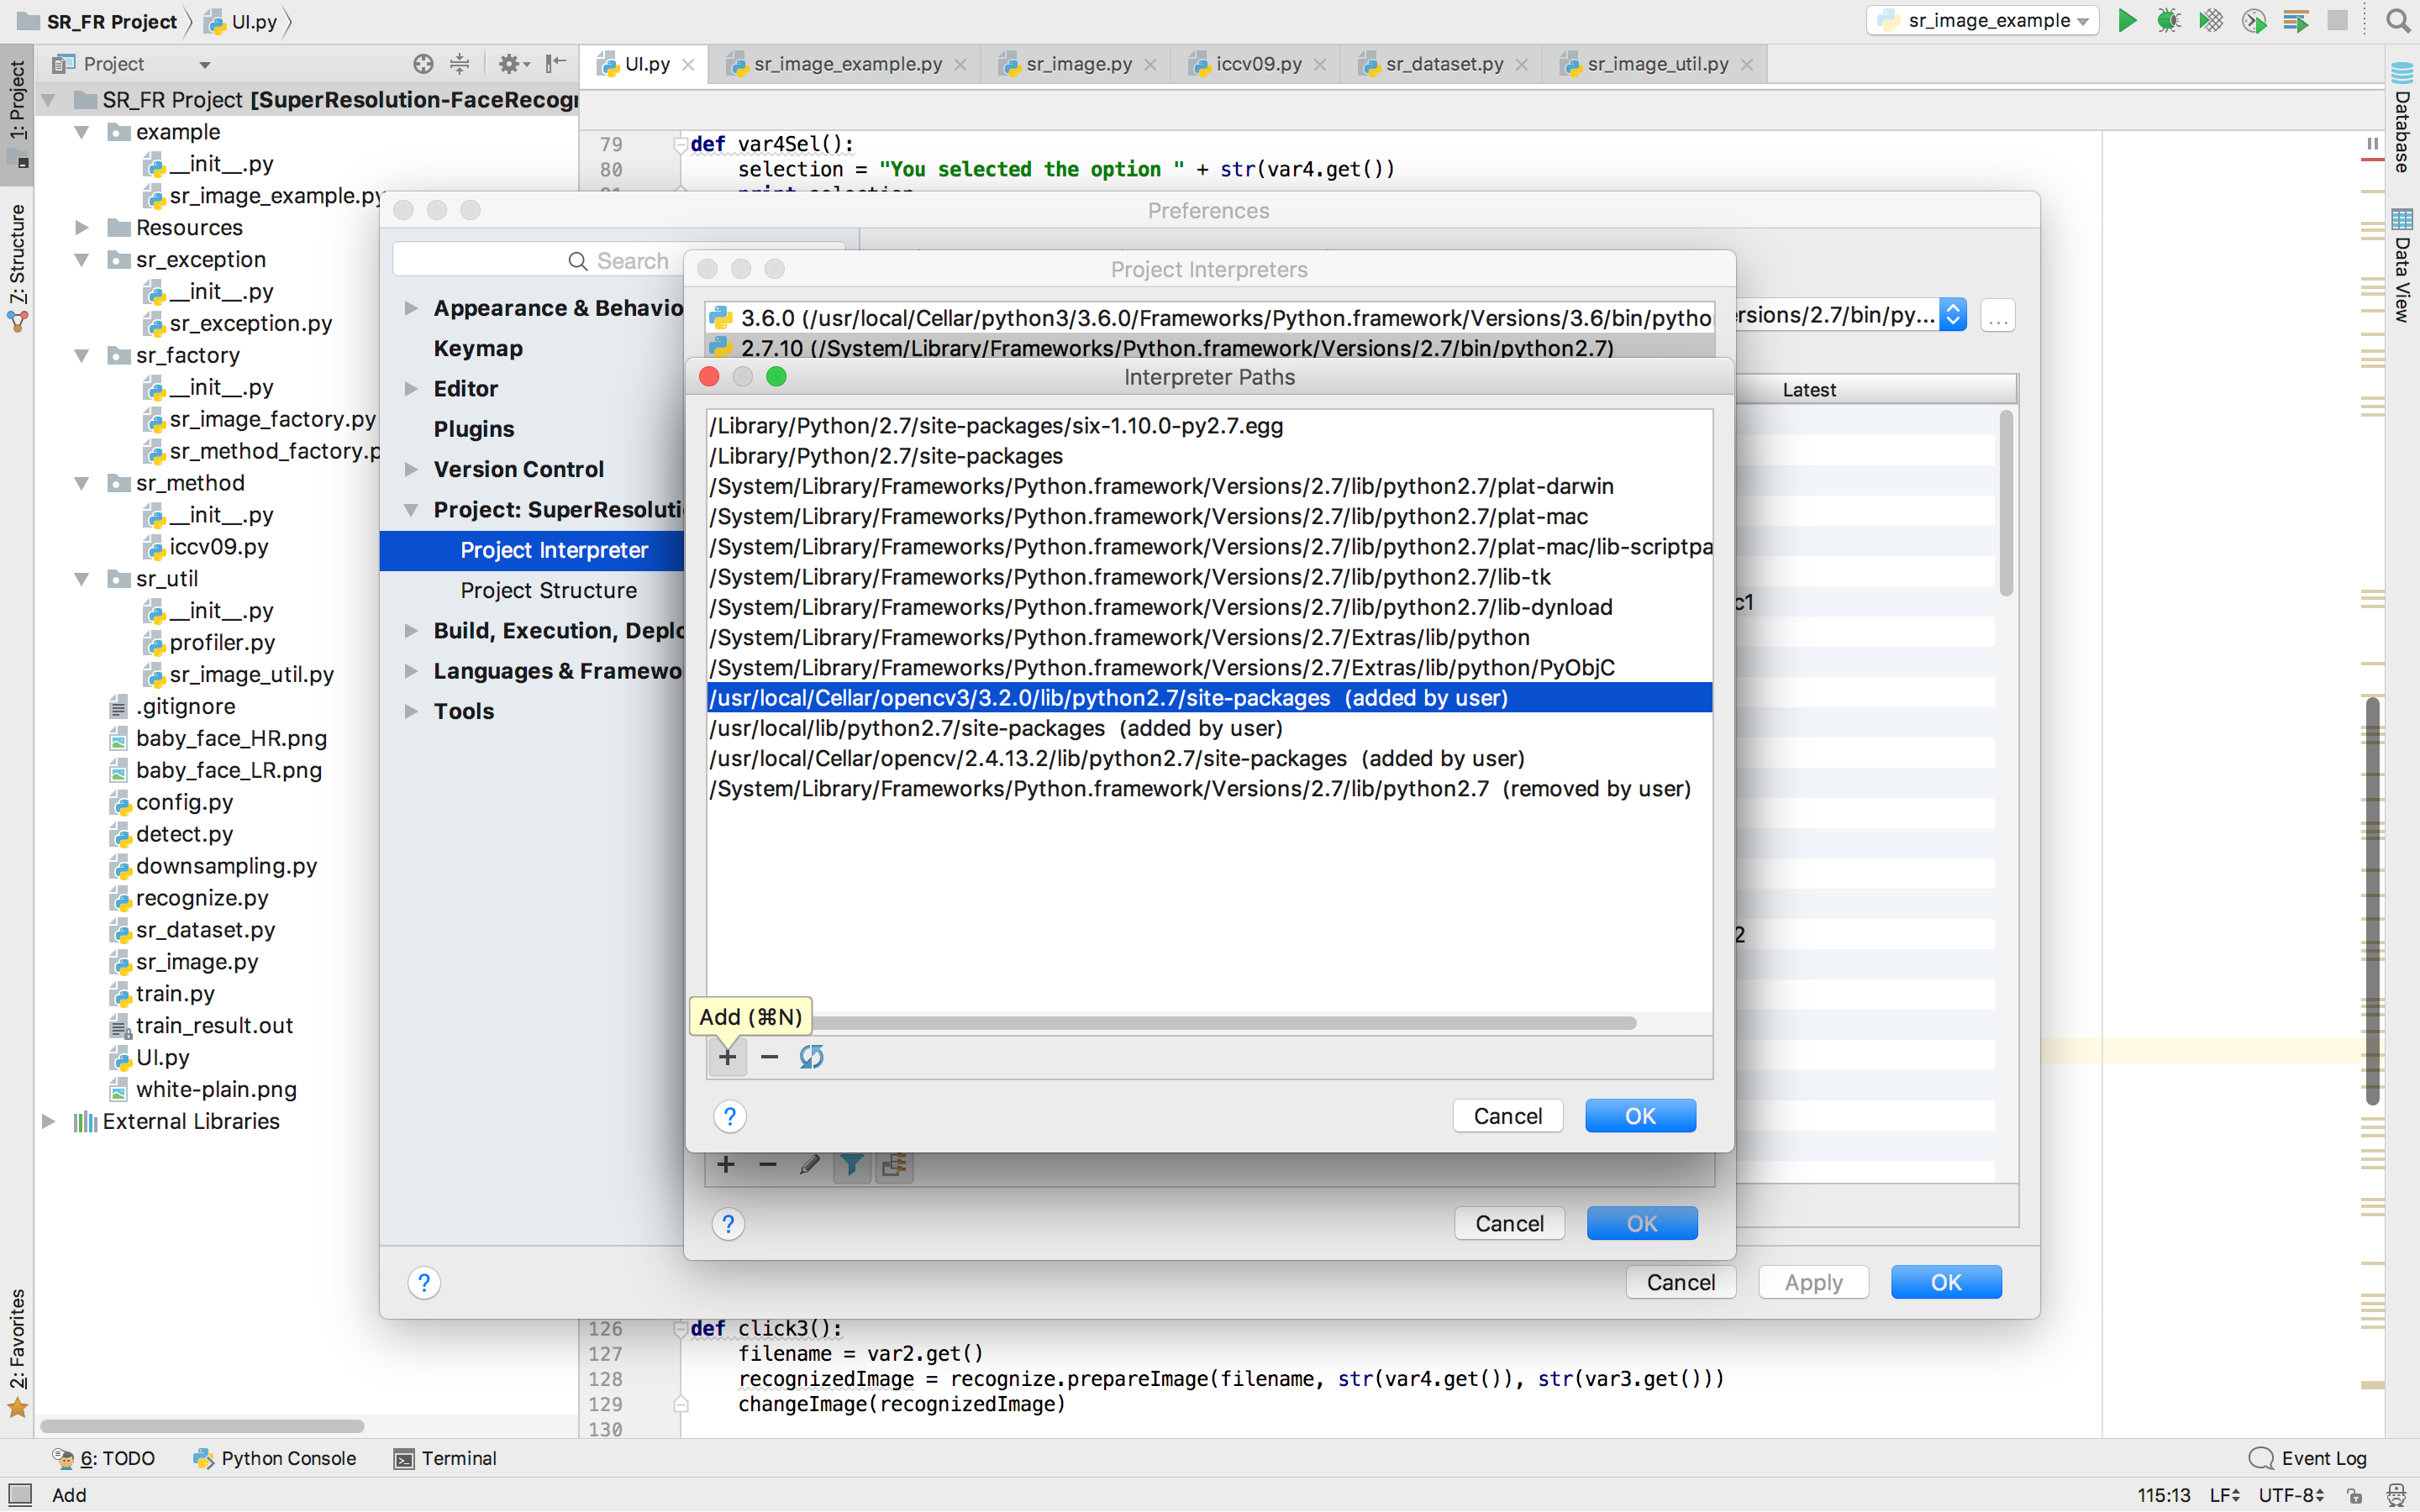 SR_FR Project
UI.py
sr_image_example
Project
UI.py
sr_image_example.py
sr_image.py
iccv09.py
sr_dataset.py
sr_image_util.py
1: Project
7: Structure
2: Favorites
Database
Data View
SR_FR Project [SuperResolution-FaceRecogn
example
__init__.py
sr_image_example.py
Resources
sr_exception
__init__.py
sr_exception.py
sr_factory
__init__.py
sr_image_factory.py
sr_method_factory.p
sr_method
__init__.py
iccv09.py
sr_util
__init__.py
profiler.py
sr_image_util.py
.gitignore
baby_face_HR.png
baby_face_LR.png
config.py
detect.py
downsampling.py
recognize.py
sr_dataset.py
sr_image.py
train.py
train_result.out
UI.py
white-plain.png
External Libraries
79 def var4Sel():
80 selection = "You selected the option " + str(var4.get())
81 print selection
Preferences
Search
Appearance & Behavio
Keymap
Editor
Plugins
Version Control
Project: SuperResoluti
Project Interpreter
Project Structure
Build, Execution, Deplo
Languages & Framewo
Tools
rsions/2.7/bin/py...
...
Latest
c1
2
Project Interpreters
3.6.0 (/usr/local/Cellar/python3/3.6.0/Frameworks/Python.framework/Versions/3.6/bin/pytho
2.7.10 (/System/Library/Frameworks/Python.framework/Versions/2.7/bin/python2.7)
Interpreter Paths
/Library/Python/2.7/site-packages/six-1.10.0-py2.7.egg
/Library/Python/2.7/site-packages
/System/Library/Frameworks/Python.framework/Versions/2.7/lib/python2.7/plat-darwin
/System/Library/Frameworks/Python.framework/Versions/2.7/lib/python2.7/plat-mac
/System/Library/Frameworks/Python.framework/Versions/2.7/lib/python2.7/plat-mac/lib-scriptpa
/System/Library/Frameworks/Python.framework/Versions/2.7/lib/python2.7/lib-tk
/System/Library/Frameworks/Python.framework/Versions/2.7/lib/python2.7/lib-dynload
/System/Library/Frameworks/Python.framework/Versions/2.7/Extras/lib/python
/System/Library/Frameworks/Python.framework/Versions/2.7/Extras/lib/python/PyObjC
/usr/local/Cellar/opencv3/3.2.0/lib/python2.7/site-packages (added by user)
/usr/local/lib/python2.7/site-packages (added by user)
/usr/local/Cellar/opencv/2.4.13.2/lib/python2.7/site-packages (added by user)
/System/Library/Frameworks/Python.framework/Versions/2.7/lib/python2.7 (removed by user)
Add (⌘N)
? Cancel OK
? Cancel OK
? Cancel Apply OK
126 def click3():
127 filename = var2.get()
128 recognizedImage = recognize.prepareImage(filename, str(var4.get()), str(var3.get()))
129 changeImage(recognizedImage)
130
6: TODO
Python Console
Terminal
Event Log
Add
115:13
LF
UTF-8